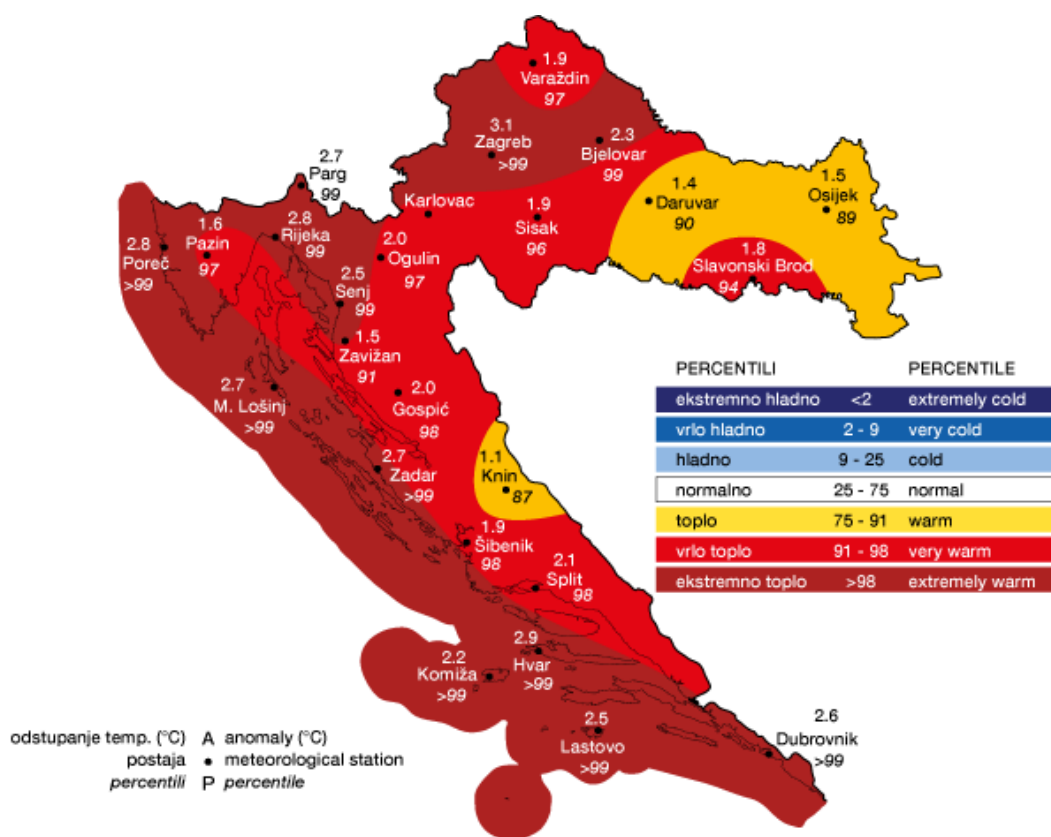 1.9
Varaždin
97
3.1
Zagreb
>99
2.3
Bjelovar
99
2.7
Parg
99
1.4
Daruvar
90
1.5
Osijek
89
Karlovac
1.9
Sisak
96
1.6
Pazin
97
2.8
Rijeka
99
2.8
Poreč
>99
2.0
Ogulin
97
1.8
Slavonski Brod
94
2.5
Senj
99
1.5
Zavižan
91
2.7
M. Lošinj
>99
2.0
Gospić
98
2.7
Zadar
>99
1.1
Knin
87
1.9
Šibenik
98
2.1
Split
98
2.9
Hvar
>99
2.2
Komiža
>99
2.5
Lastovo
>99
2.6
Dubrovnik
>99
PERCENTILI PERCENTILE
ekstremno hladno <2 extremely cold
vrlo hladno 2 - 9 very cold
hladno 9 - 25 cold
normalno 25 - 75 normal
toplo 75 - 91 warm
vrlo toplo 91 - 98 very warm
ekstremno toplo >98 extremely warm
odstupanje temp. (°C) A anomaly (°C)
postaja • meteorological station
percentili P percentile